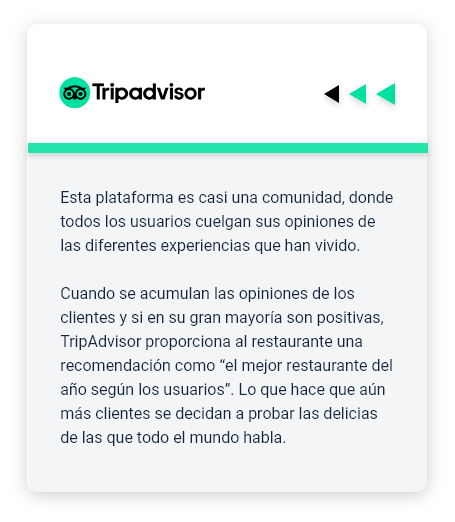 Tripadvisor
Esta plataforma es casi una comunidad, donde
todos los usuarios cuelgan sus opiniones de
las diferentes experiencias que han vivido.
Cuando se acumulan las opiniones de los
clientes y si en su gran mayoría son positivas,
TripAdvisor proporciona al restaurante una
recomendación como “el mejor restaurante del
año según los usuarios”. Lo que hace que aún
más clientes se decidan a probar las delicias
de las que todo el mundo habla.